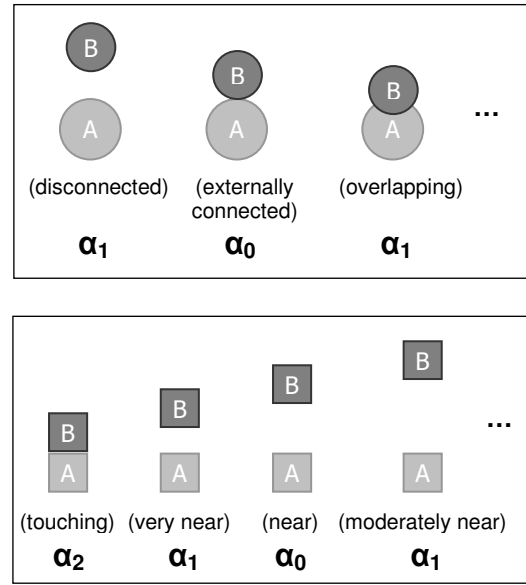 B B B
A A A ...
(disconnected) (externally connected) (overlapping)
α1 α0 α1
B B B B
A A A A ...
(touching) (very near) (near) (moderately near)
α2 α1 α0 α1